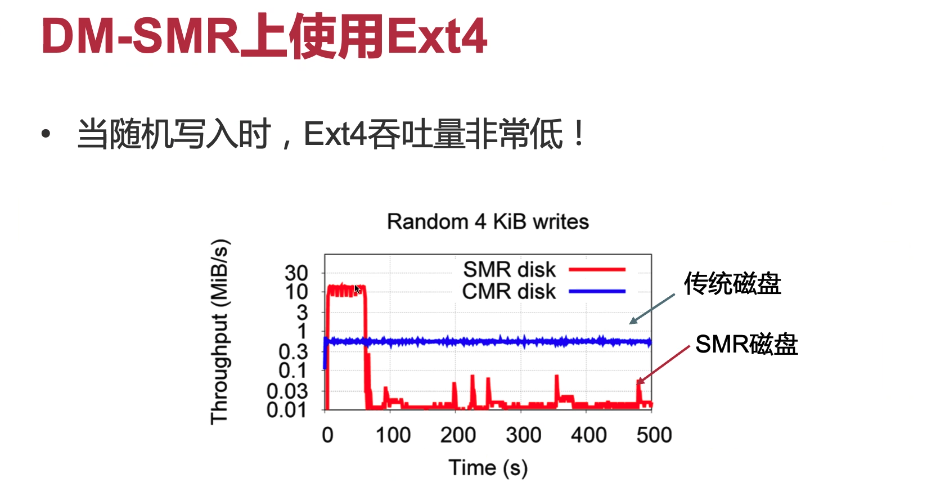 DM-SMR上使用Ext4
• 当随机写入时，Ext4吞吐量非常低！
Random 4 KiB writes
Throughput (MiB/s)
30
10
3
1
0.3
0.1
0.03
0.01
SMR disk
CMR disk
传统磁盘
SMR磁盘
0 100 200 300 400 500
Time (s)